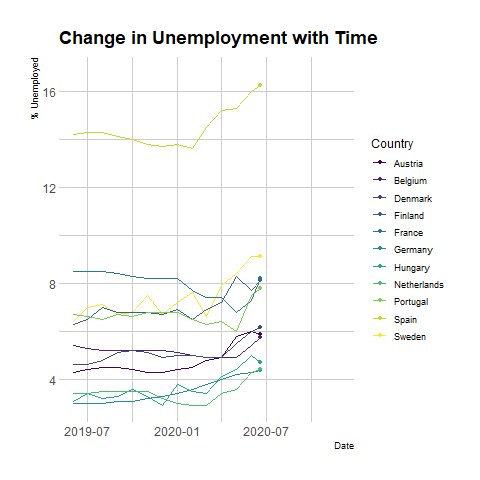 Change in Unemployment with Time
% Unemployed
16
12
8
4
2019-07
2020-01
2020-07
Date
Country
Austria
Belgium
Denmark
Finland
France
Germany
Hungary
Netherlands
Portugal
Spain
Sweden